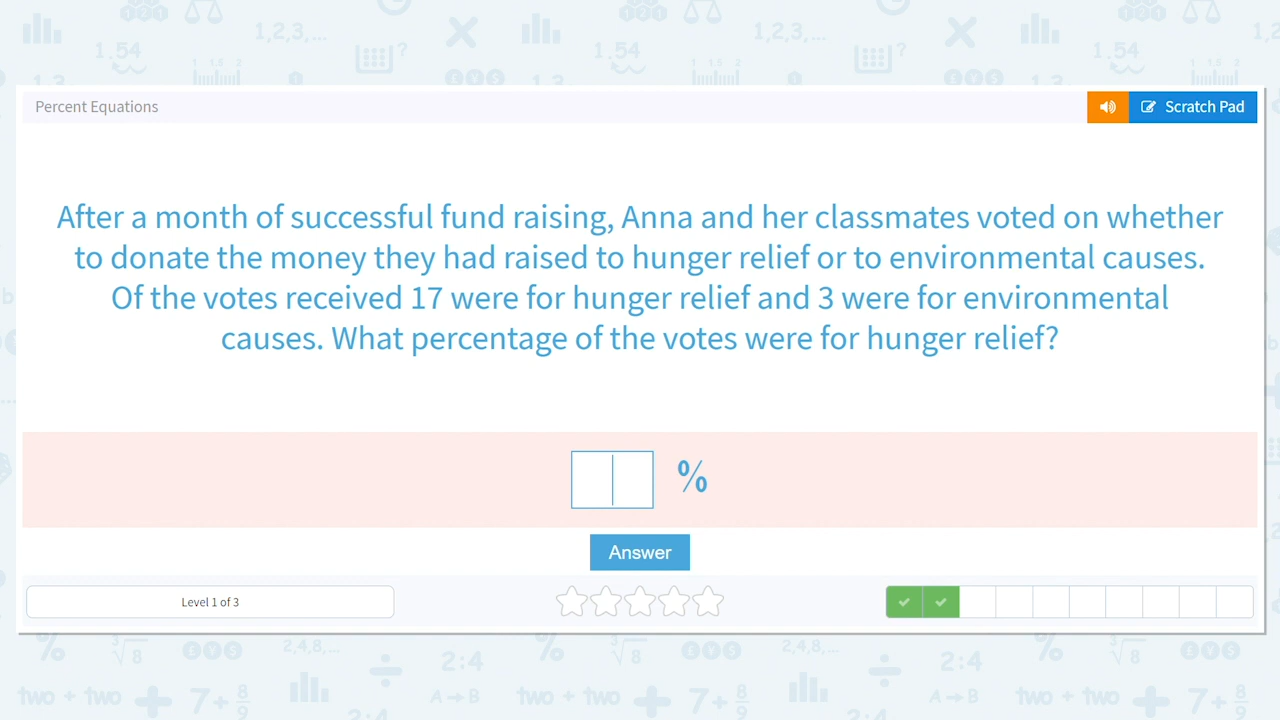 Percent Equations
Scratch Pad
After a month of successful fund raising, Anna and her classmates voted on whether
to donate the money they had raised to hunger relief or to environmental causes.
Of the votes received 17 were for hunger relief and 3 were for environmental
causes. What percentage of the votes were for hunger relief?
%
Answer
Level 1 of 3